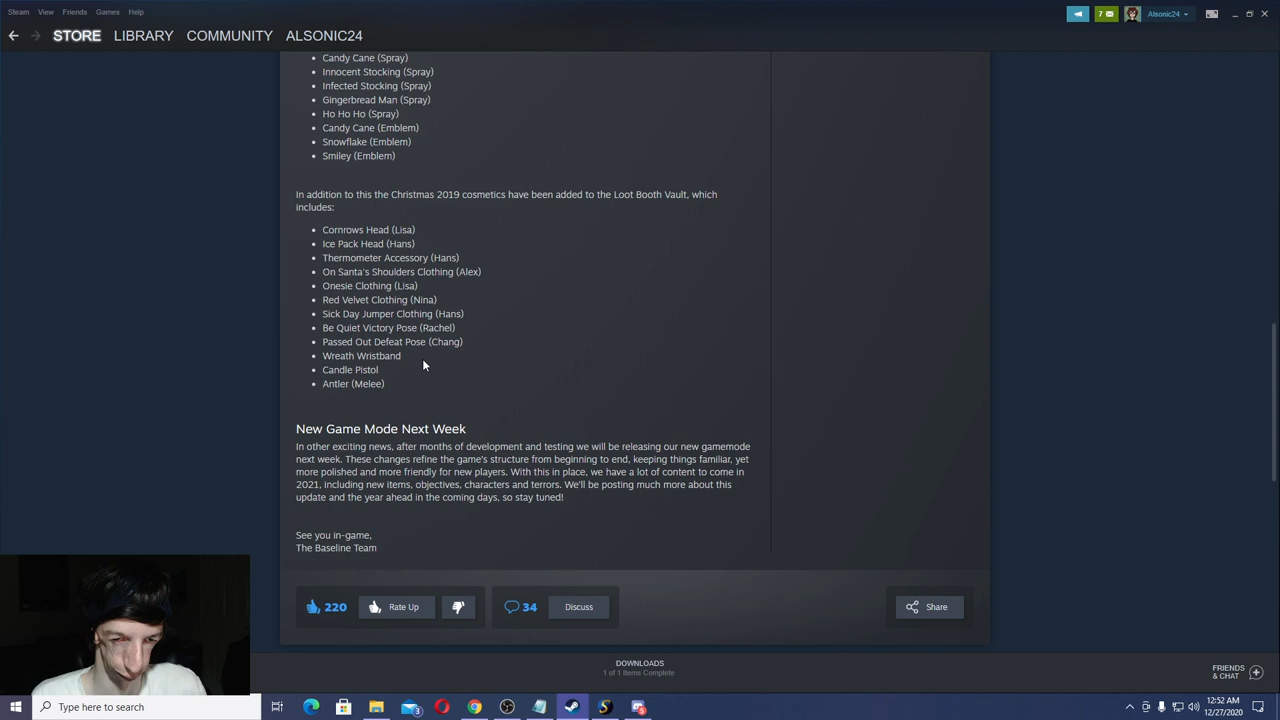 Steam View Friends Games Help
7
Alsonic24
STORE LIBRARY COMMUNITY ALSONIC24
Candy Cane (Spray)
Innocent Stocking (Spray)
Infected Stocking (Spray)
Gingerbread Man (Spray)
Ho Ho Ho (Spray)
Candy Cane (Emblem)
Snowflake (Emblem)
Smiley (Emblem)
In addition to this the Christmas 2019 cosmetics have been added to the Loot Booth Vault, which
includes:
Cornrows Head (Lisa)
Ice Pack Head (Hans)
Thermometer Accessory (Hans)
On Santa's Shoulders Clothing (Alex)
Onesie Clothing (Lisa)
Red Velvet Clothing (Nina)
Sick Day Jumper Clothing (Hans)
Be Quiet Victory Pose (Rachel)
Passed Out Defeat Pose (Chang)
Wreath Wristband
Candle Pistol
Antler (Melee)
New Game Mode Next Week
In other exciting news, after months of development and testing we will be releasing our new gamemode
next week. These changes refine the game's structure from beginning to end, keeping things familiar, yet
more polished and more friendly for new players. With this in place, we have a lot of content to come in
2021, including new items, objectives, characters and terrors. We'll be posting much more about this
update and the year ahead in the coming days, so stay tuned!
See you in-game,
The Baseline Team
220 Rate Up 34 Discuss Share
DOWNLOADS
1 of 1 Items Complete
FRIENDS
& CHAT
Type here to search
3
5
12:52 AM
12/27/2020